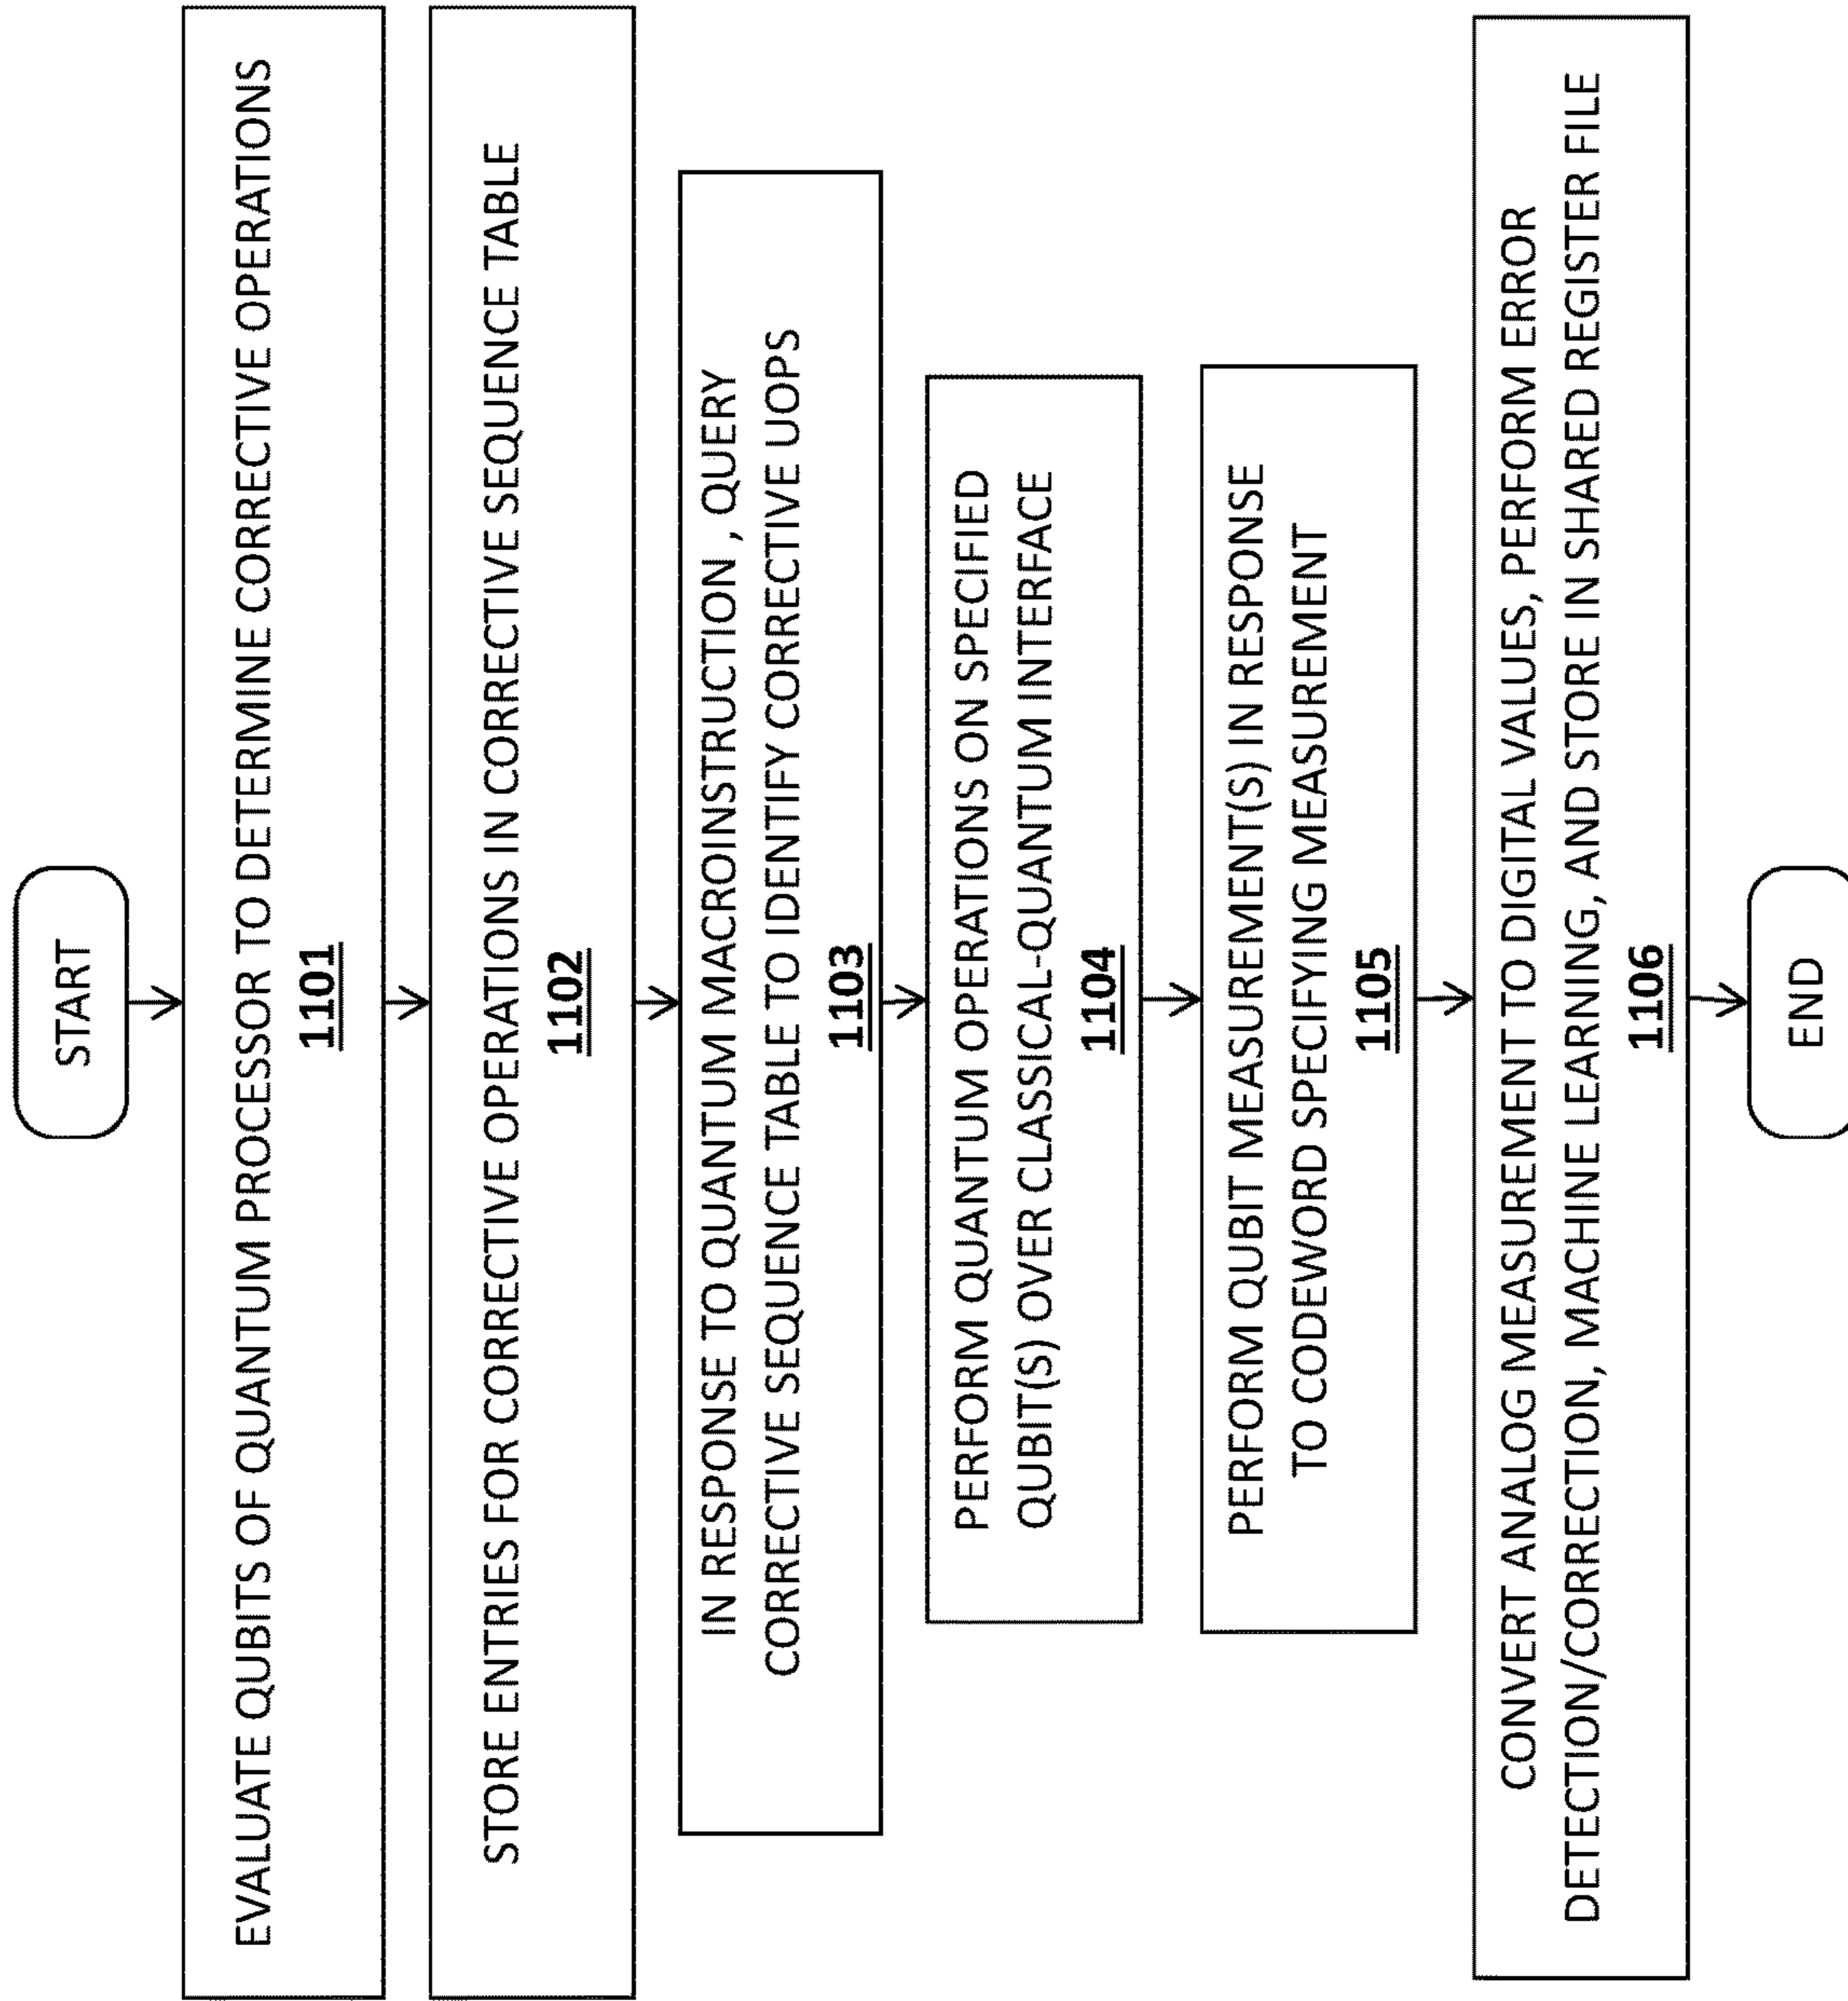 START
EVALUATE QUBITS OF QUANTUM PROCESSOR TO DETERMINE CORRECTIVE OPERATIONS
1101
STORE ENTRIES FOR CORRECTIVE OPERATIONS IN CORRECTIVE SEQUENCE TABLE
1102
IN RESPONSE TO QUANTUM MACROINSTRUCTION , QUERY
CORRECTIVE SEQUENCE TABLE TO IDENTIFY CORRECTIVE UOPS
1103
PERFORM QUANTUM OPERATIONS ON SPECIFIED
QUBIT(S) OVER CLASSICAL-QUANTUM INTERFACE
1104
PERFORM QUBIT MEASUREMENT(S) IN RESPONSE
TO CODEWORD SPECIFYING MEASUREMENT
1105
CONVERT ANALOG MEASUREMENT TO DIGITAL VALUES, PERFORM ERROR
DETECTION/CORRECTION, MACHINE LEARNING, AND STORE IN SHARED REGISTER FILE
1106
END